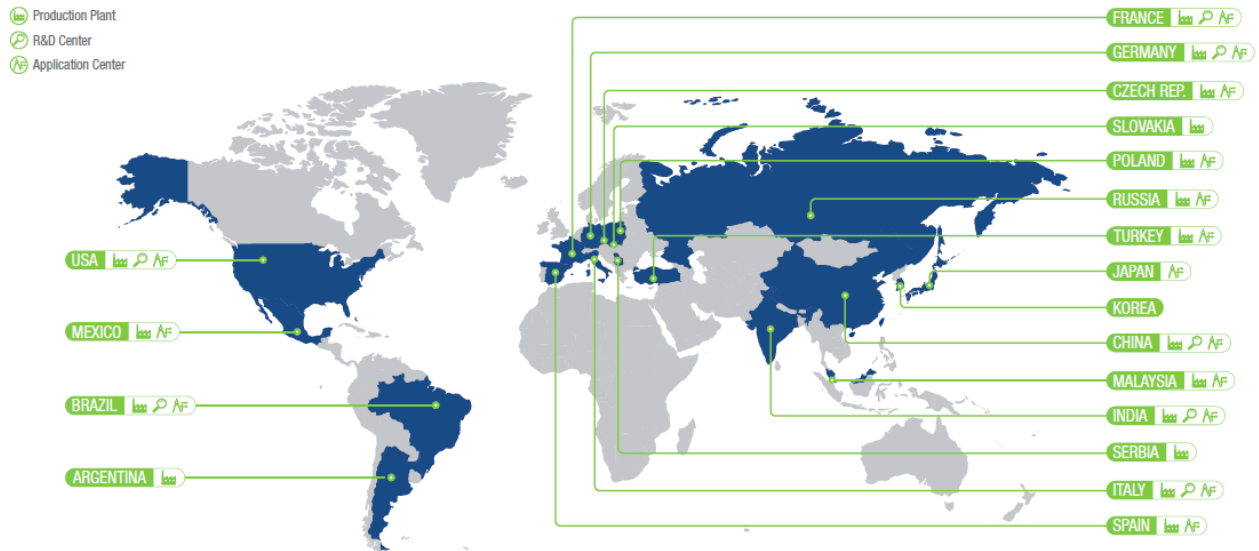 Production Plant
R&D Center
Application Center
USA
MEXICO
BRAZIL
ARGENTINA
FRANCE
GERMANY
CZECH REP.
SLOVAKIA
POLAND
RUSSIA
TURKEY
JAPAN
KOREA
CHINA
MALAYSIA
INDIA
SERBIA
ITALY
SPAIN